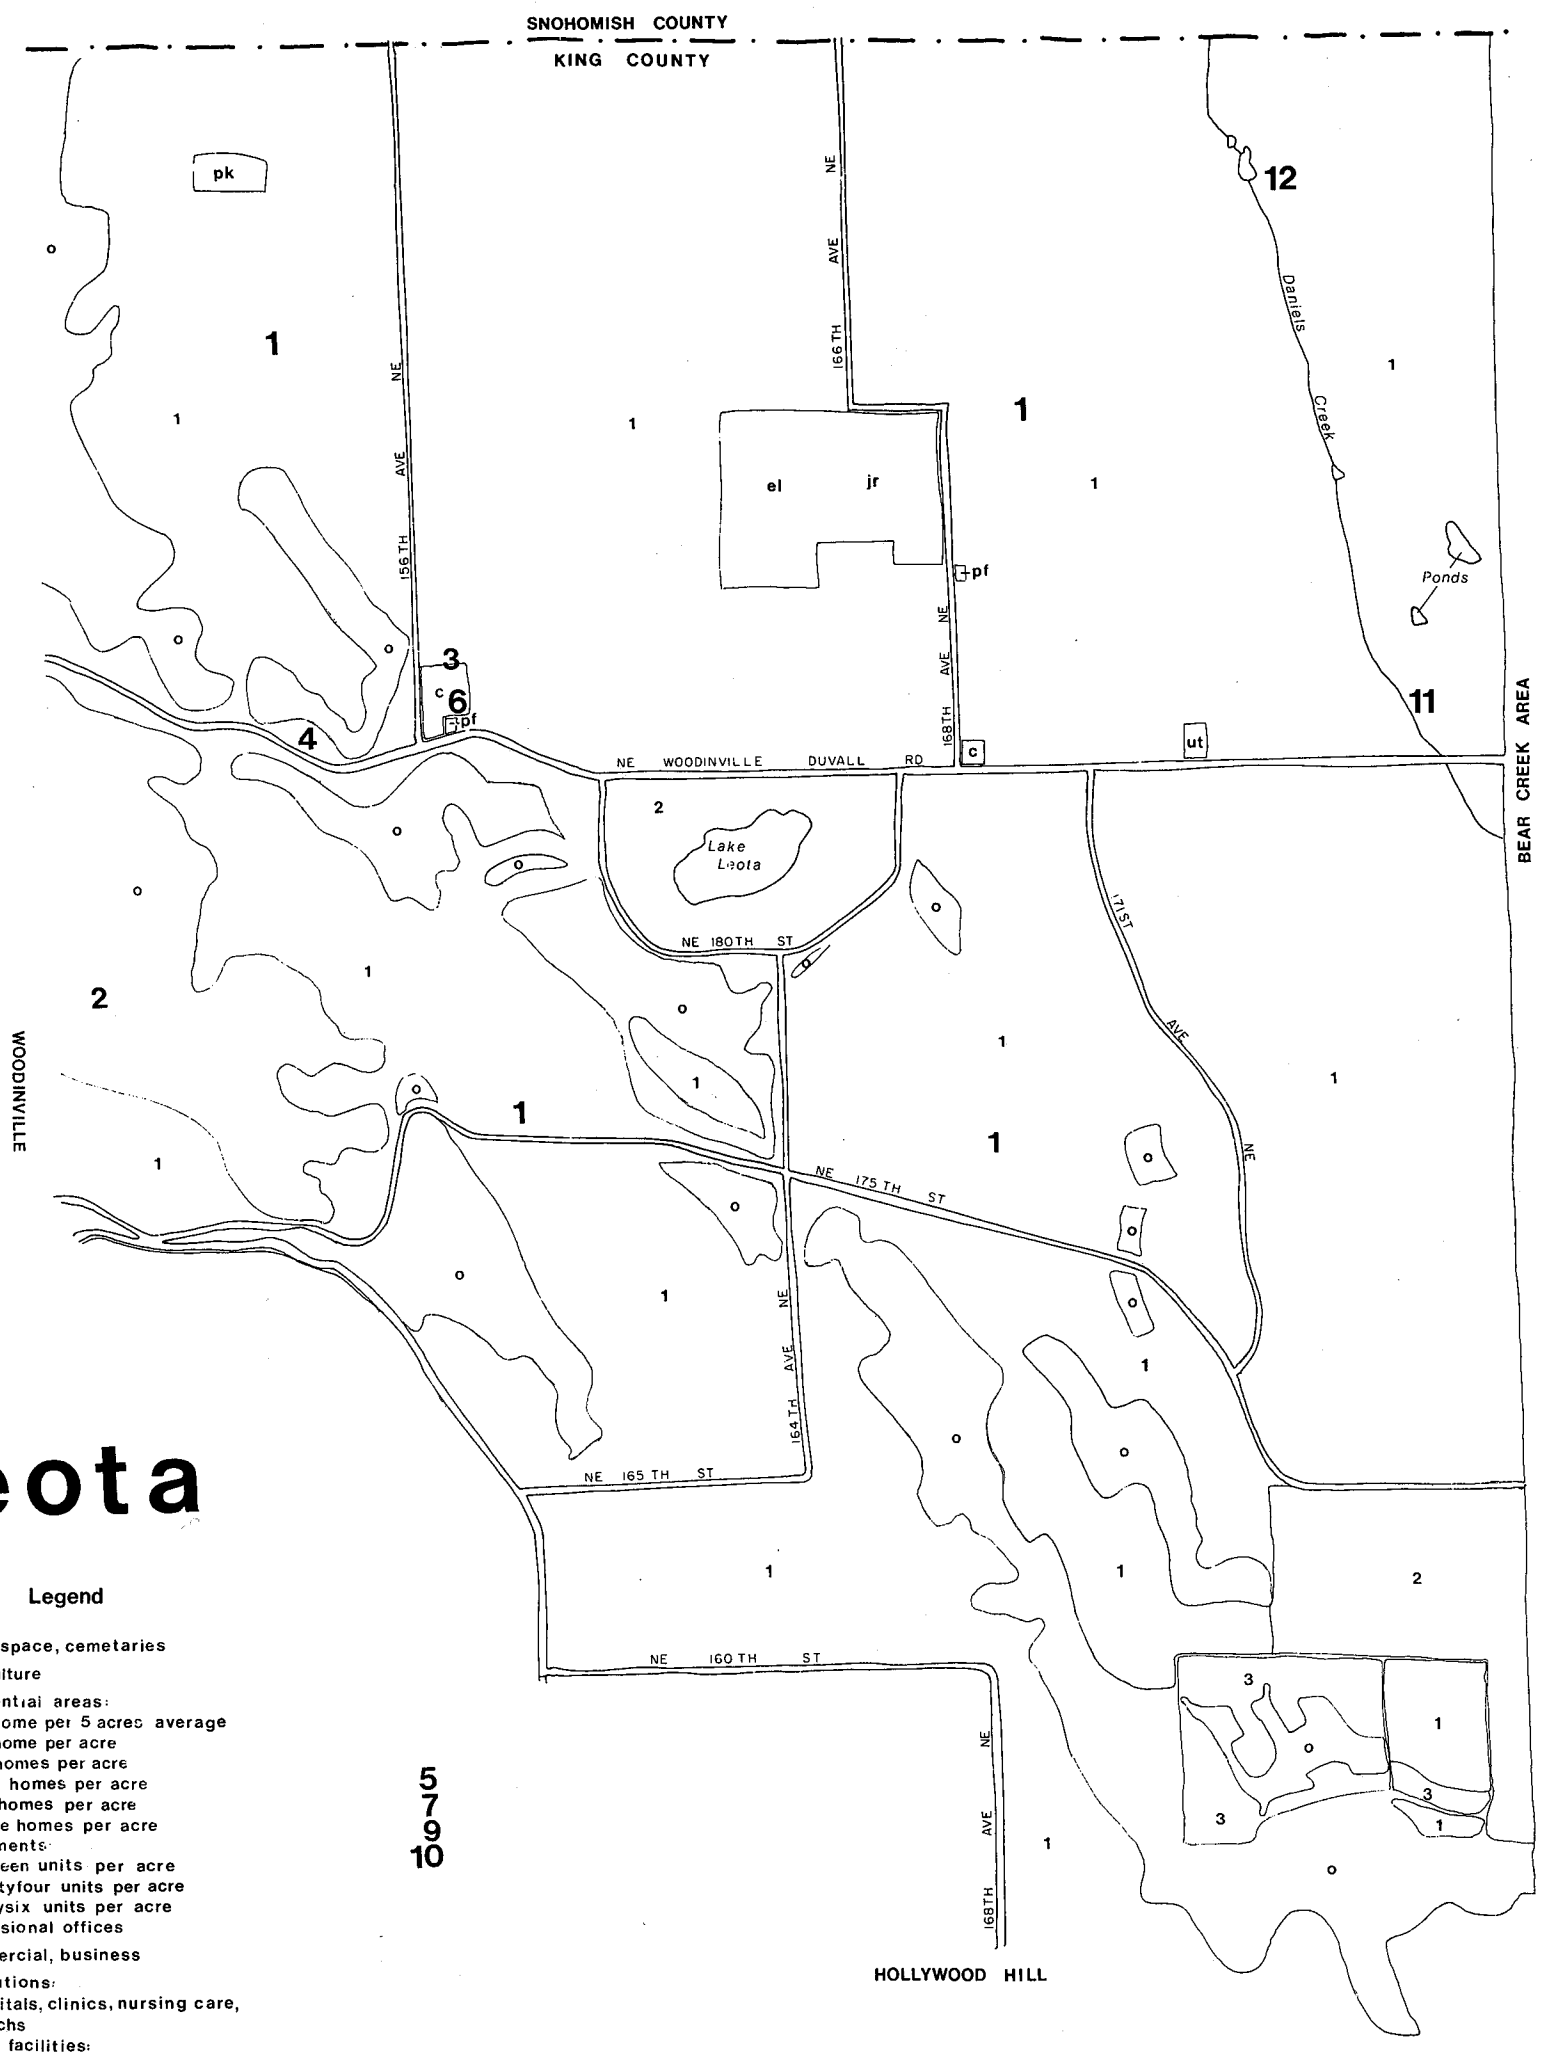 SNOHOMISH COUNTY
KING COUNTY
pk
12
o
Daniels
Creek
1
1
1
1
1
1
1
NE
AVE
156TH
NE
AVE
166TH
el
jr
pf
Ponds
NE
AVE
168TH
o
o
3
c
6
pf
4
11
ut
c
NE WOODINVILLE DUVALL RD
BEAR CREEK AREA
2
Lake
Leota
o
o
o
o
171ST
AVE
NE
NE 180TH ST
o
1
2
o
1
1
1
WOODINVILLE
o
1
1
1
o
NE 175TH ST
o
o
o
o
1
o
1
NE
AVE
164TH
o
o
NE 165TH ST
eota
1
1
2
Legend
space, cemetaries
lture
ential areas:
ome per 5 acres average
home per acre
homes per acre
homes per acre
homes per acre
e homes per acre
ments:
een units per acre
tyfour units per acre
ysix units per acre
sional offices
ercial, business
utions:
itals, clinics, nursing care,
chs
facilities:
5
7
9
10
NE 160TH ST
NE
AVE
168TH
3
o
1
3
3
1
1
o
HOLLYWOOD HILL